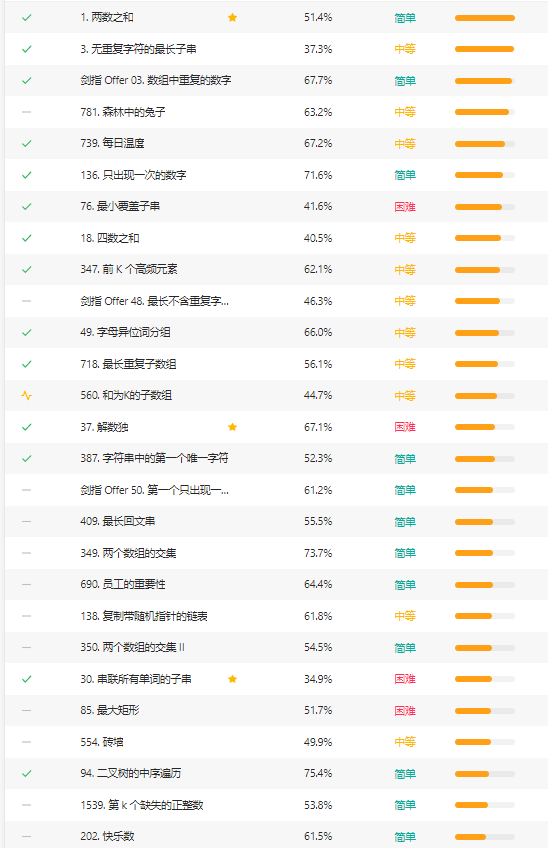 1. 两数之和 51.4% 简单
3. 无重复字符的最长子串 37.3% 中等
剑指 Offer 03. 数组中重复的数字 67.7% 简单
781. 森林中的兔子 63.2% 中等
739. 每日温度 67.2% 中等
136. 只出现一次的数字 71.6% 简单
76. 最小覆盖子串 41.6% 困难
18. 四数之和 40.5% 中等
347. 前 K 个高频元素 62.1% 中等
剑指 Offer 48. 最长不含重复字... 46.3% 中等
49. 字母异位词分组 66.0% 中等
718. 最长重复子数组 56.1% 中等
560. 和为K的子数组 44.7% 中等
37. 解数独 67.1% 困难
387. 字符串中的第一个唯一字符 52.3% 简单
剑指 Offer 50. 第一个只出现一... 61.2% 简单
409. 最长回文串 55.5% 简单
349. 两个数组的交集 73.7% 简单
690. 员工的重要性 64.4% 简单
138. 复制带随机指针的链表 61.8% 中等
350. 两个数组的交集 II 54.5% 简单
30. 串联所有单词的子串 34.9% 困难
85. 最大矩形 51.7% 困难
554. 砖墙 49.9% 中等
94. 二叉树的中序遍历 75.4% 简单
1539. 第 k 个缺失的正整数 53.8% 简单
202. 快乐数 61.5% 简单